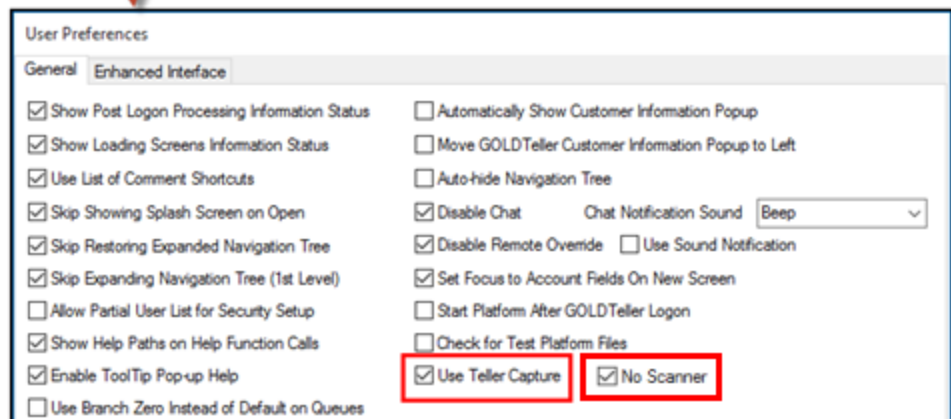 User Preferences
General Enhanced Interface
Show Post Logon Processing Information Status
Automatically Show Customer Information Popup
Show Loading Screens Information Status
Move GOLDTeller Customer Information Popup to Left
Use List of Comment Shortcuts
Auto-hide Navigation Tree
Skip Showing Splash Screen on Open
Disable Chat Chat Notification Sound Beep
Skip Restoring Expanded Navigation Tree
Disable Remote Override Use Sound Notification
Skip Expanding Navigation Tree (1st Level)
Set Focus to Account Fields On New Screen
Allow Partial User List for Security Setup
Start Platform After GOLDTeller Logon
Show Help Paths on Help Function Calls
Check for Test Platform Files
Enable ToolTip Pop-up Help
Use Teller Capture No Scanner
Use Branch Zero Instead of Default on Queues